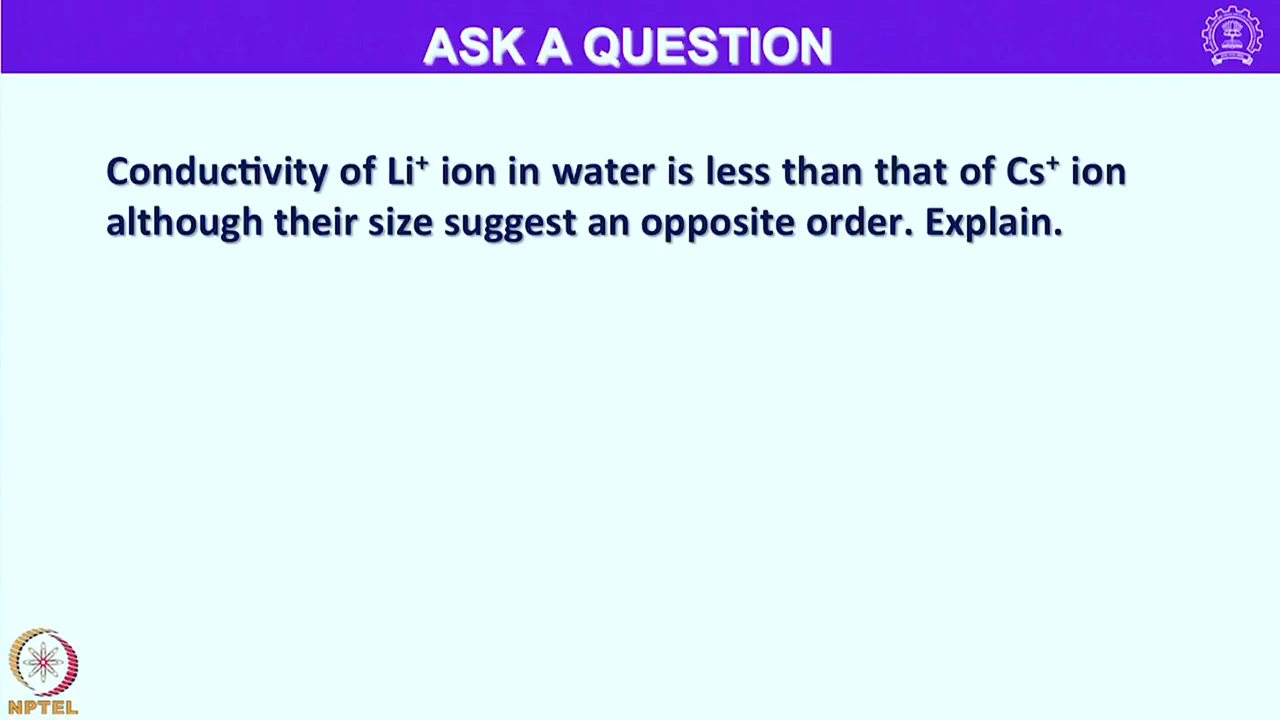 ASK A QUESTION
Conductivity of Li⁺ ion in water is less than that of Cs⁺ ion
although their size suggest an opposite order. Explain.
NPTEL